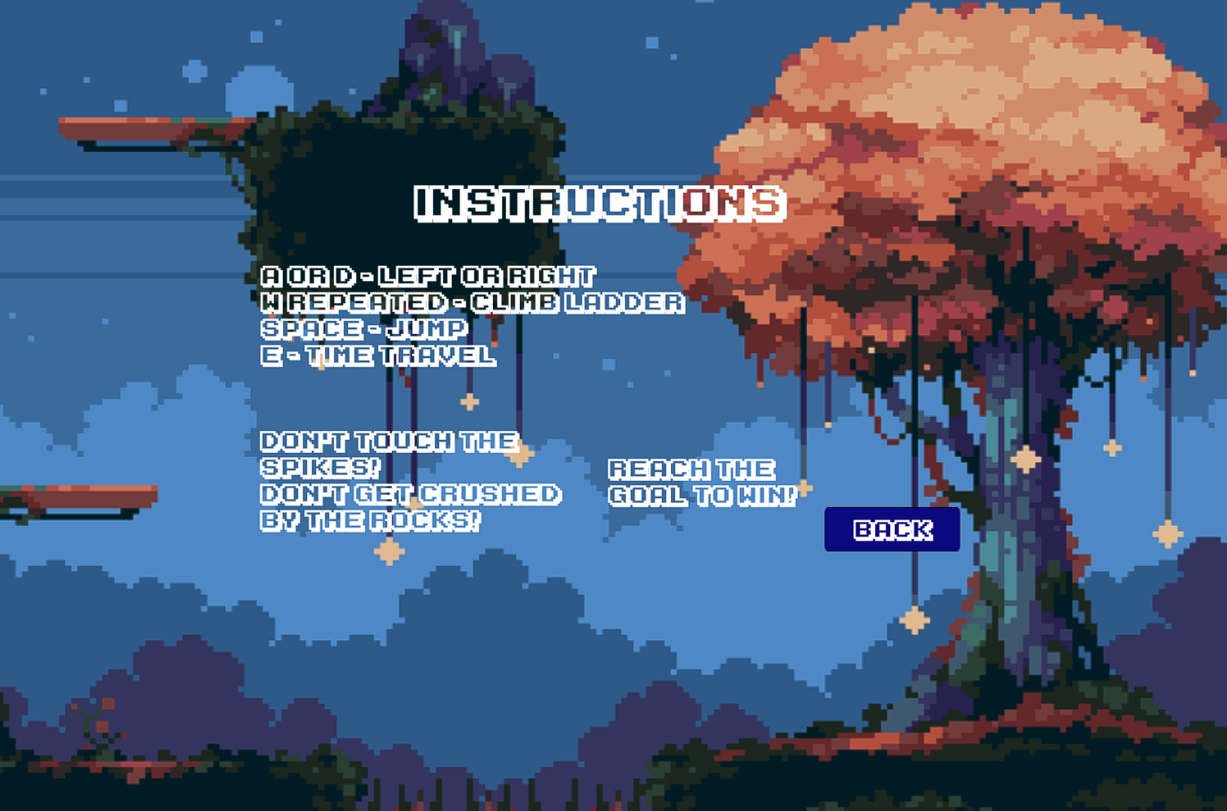 INSTRUCTIONS
A OR D - LEFT OR RIGHT
W REPEATED - CLIMB LADDER
SPACE - JUMP
E - TIME TRAVEL
DON'T TOUCH THE
SPIKES!
DON'T GET CRUSHED
BY THE ROCKS!
REACH THE
GOAL TO WIN!
BACK